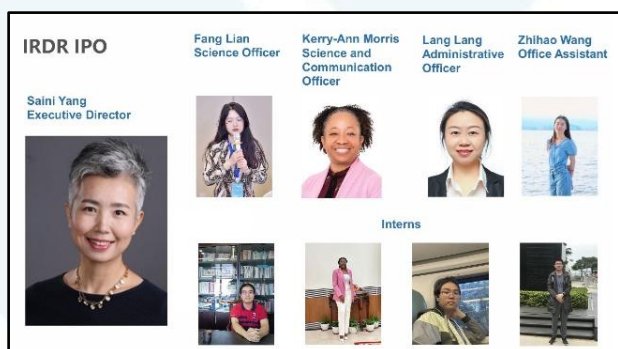 IRDR IPO
Saini Yang
Executive Director
Fang Lian
Science Officer
Kerry-Ann Morris
Science and
Communication
Officer
Lang Lang
Administrative
Officer
Zhihao Wang
Office Assistant
Interns